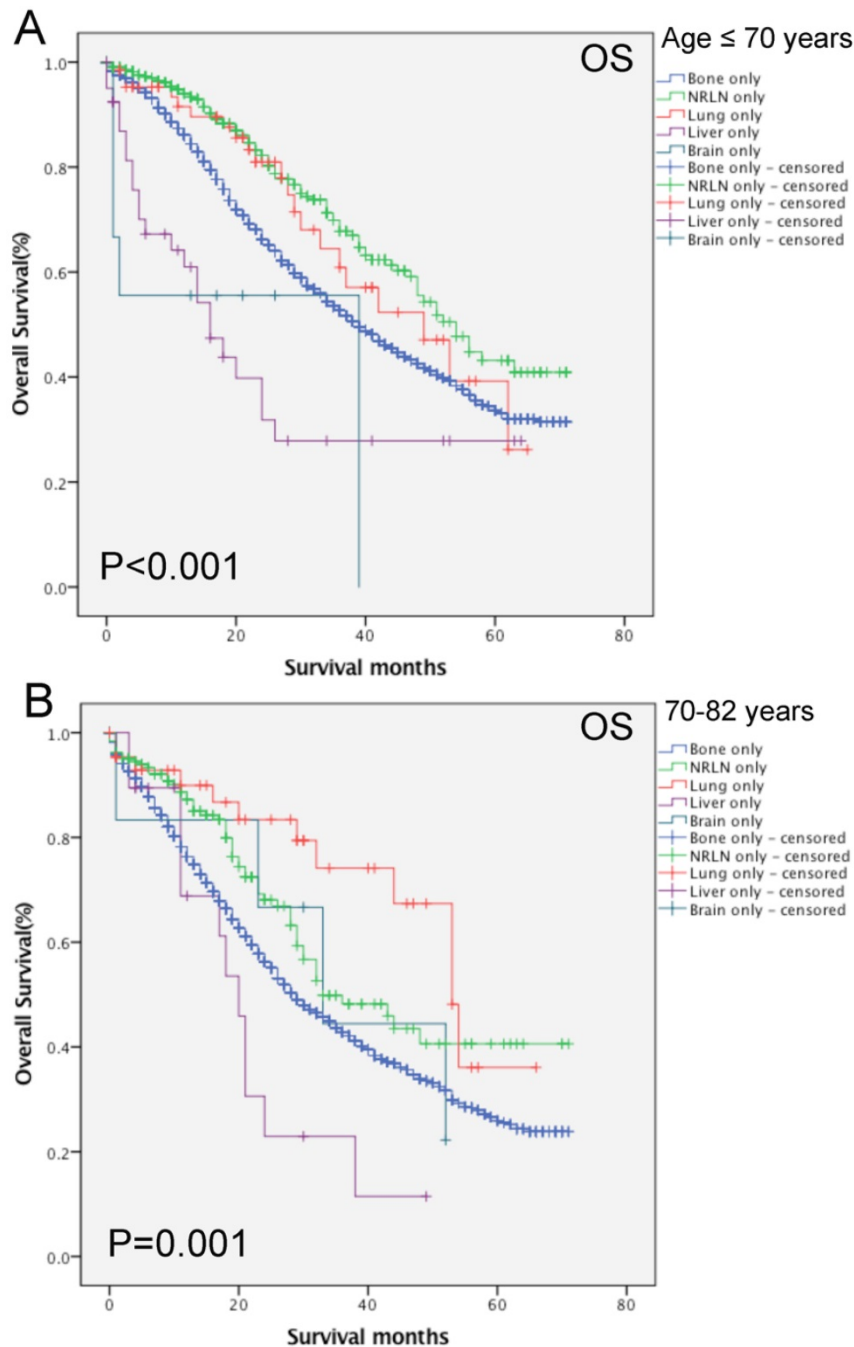 A
OS
Age ≤ 70 years
Bone only
NRLN only
Lung only
Liver only
Brain only
Bone only – censored
NRLN only – censored
Lung only – censored
Liver only – censored
Brain only – censored
Overall Survival(%)
1.0
0.8
0.6
0.4
0.2
0.0
P<0.001
0 20 40 60 80
Survival months
B
OS
70-82 years
Bone only
NRLN only
Lung only
Liver only
Brain only
Bone only – censored
NRLN only – censored
Lung only – censored
Liver only – censored
Brain only – censored
Overall Survival(%)
1.0
0.8
0.6
0.4
0.2
0.0
P=0.001
0 20 40 60 80
Survival months